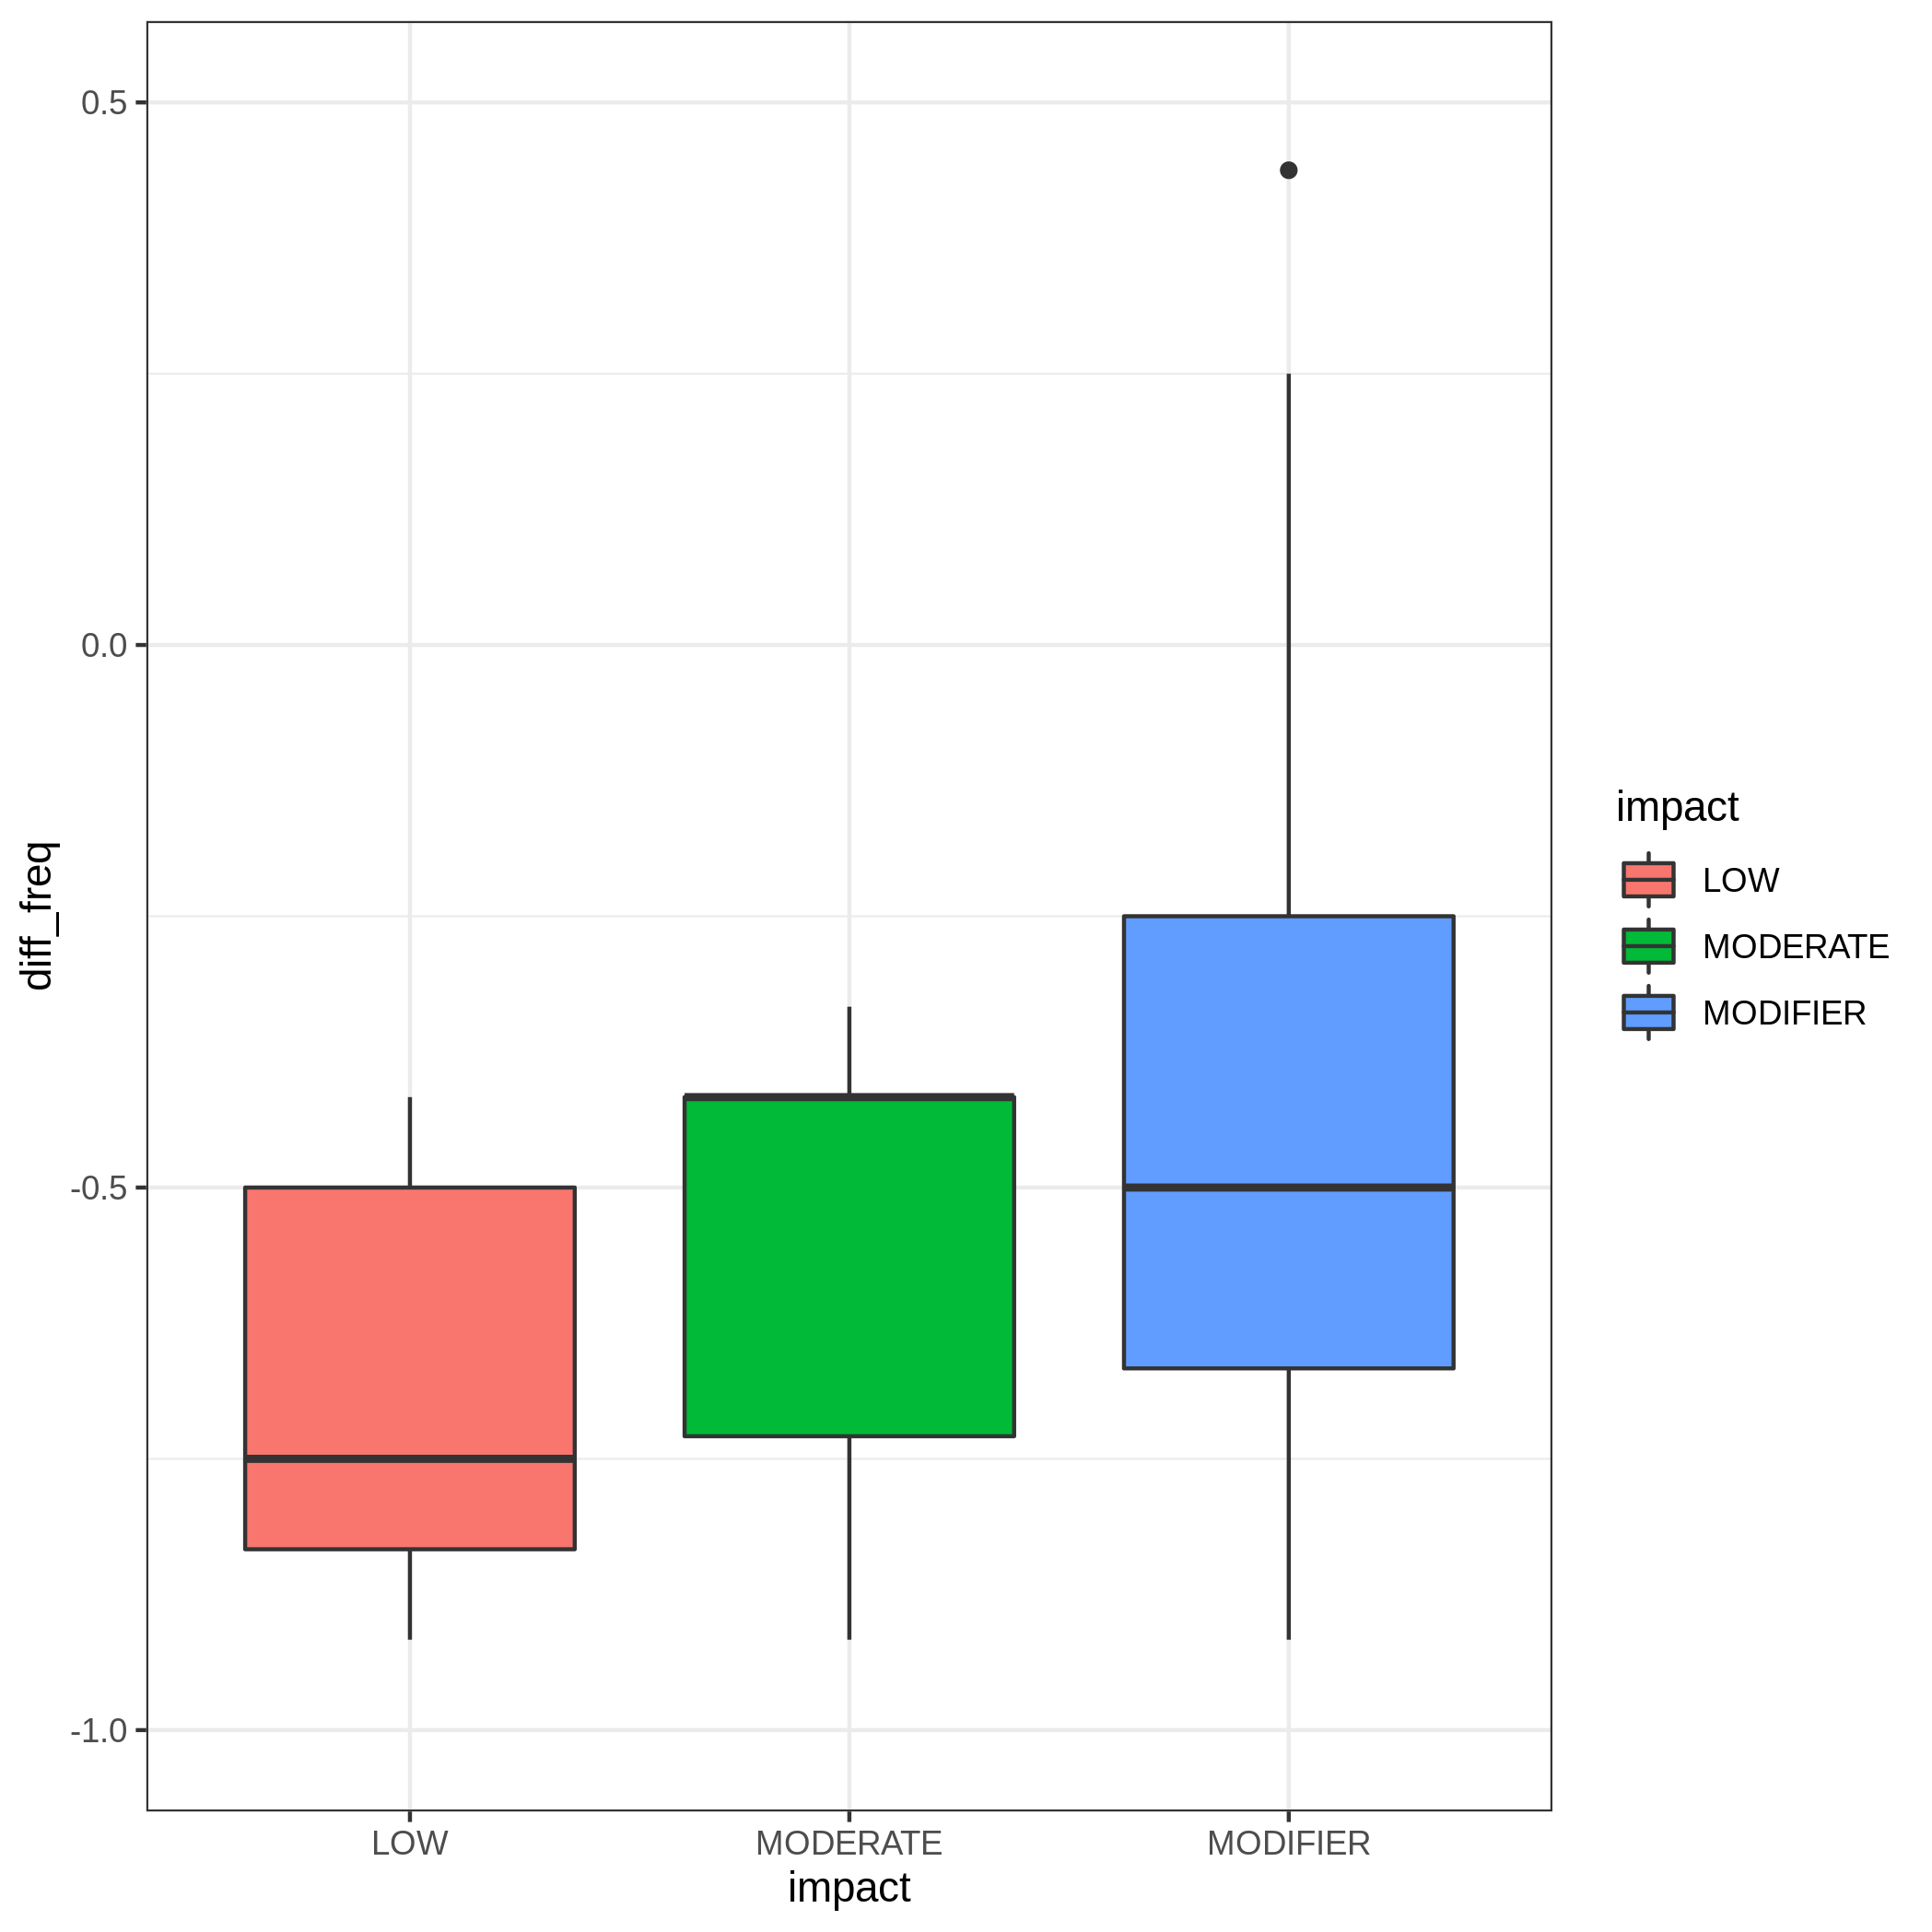 0.5
0.0
-0.5
-1.0
diff_freq
LOW
MODERATE
MODIFIER
impact
impact
LOW
MODERATE
MODIFIER